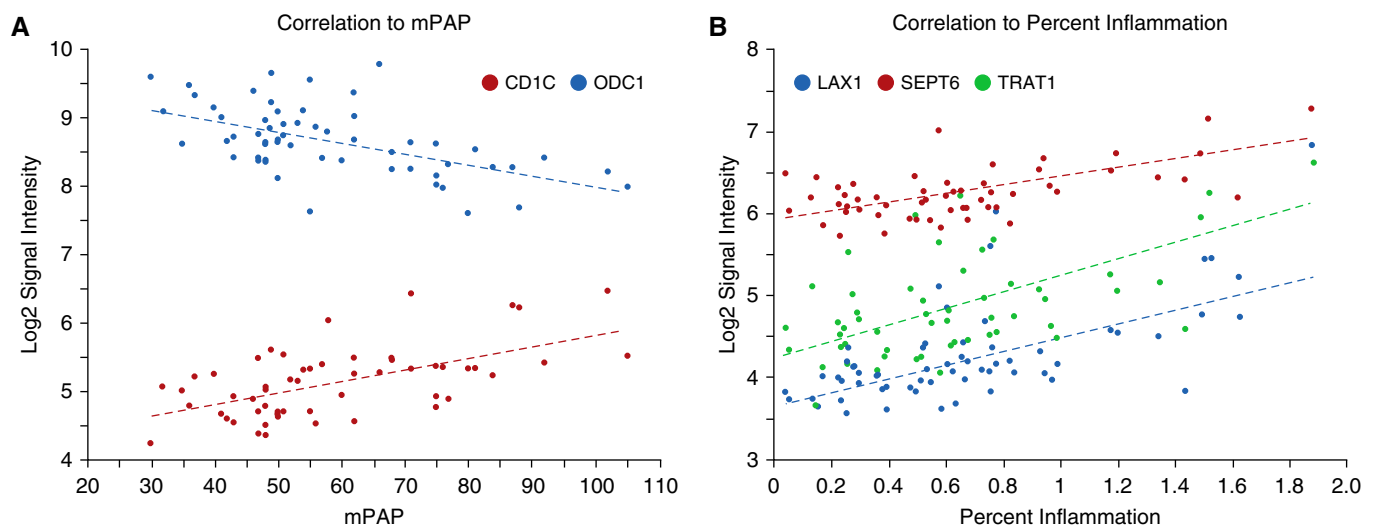 A
Correlation to mPAP
CD1C ODC1
Log2 Signal Intensity
10
9
8
7
6
5
4
20 30 40 50 60 70 80 90 100 110
mPAP
B
Correlation to Percent Inflammation
LAX1 SEPT6 TRAT1
Log2 Signal Intensity
8
7
6
5
4
3
0 0.2 0.4 0.6 0.8 1 1.2 1.4 1.6 1.8 2.0
Percent Inflammation